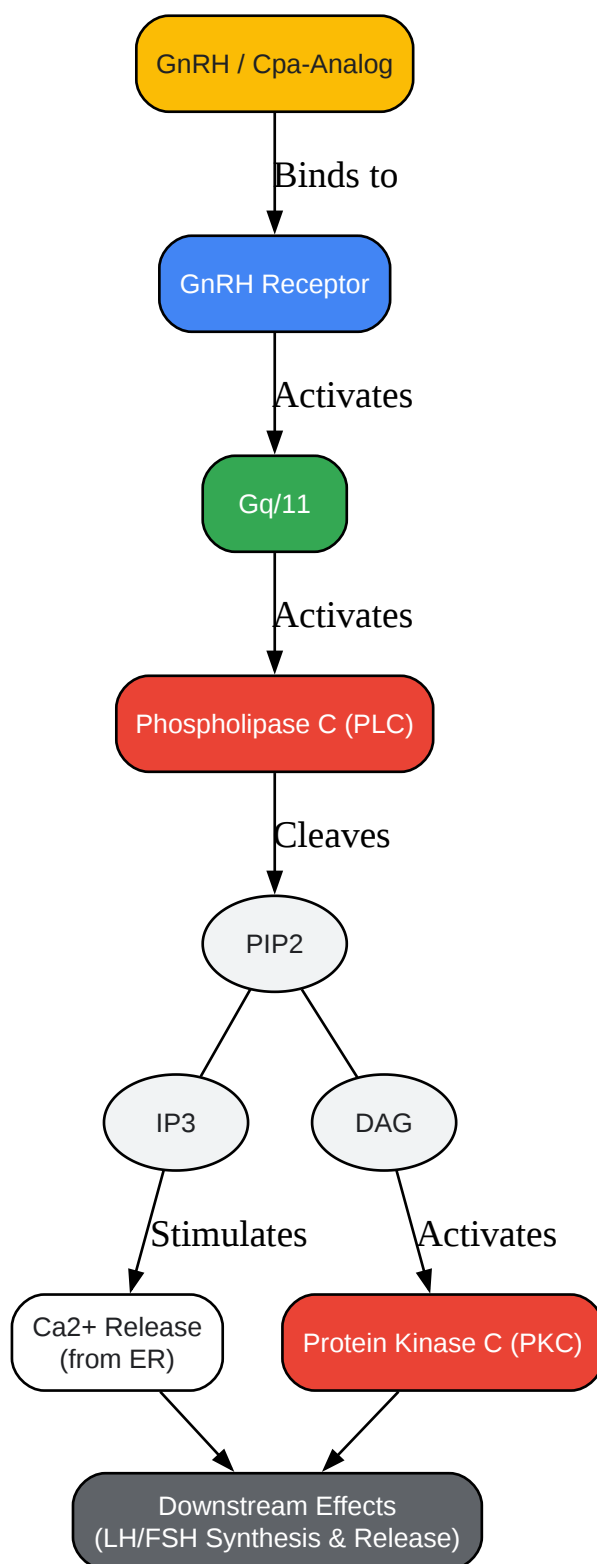 GnRH / Cpa-Analog
Binds to
GnRH Receptor
Activates
Gq/11
Activates
Phospholipase C (PLC)
Cleaves
PIP2
IP3
DAG
Stimulates
Activates
Ca2+ Release
(from ER)
Protein Kinase C (PKC)
Downstream Effects
(LH/FSH Synthesis & Release)